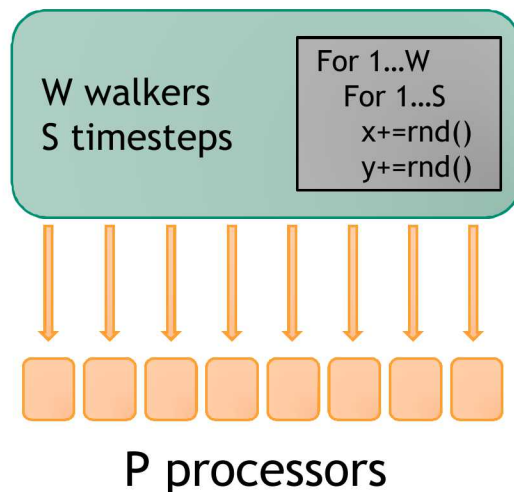 W walkers
S timesteps
For 1...W
For 1...S
x+=rnd()
y+=rnd()
P processors